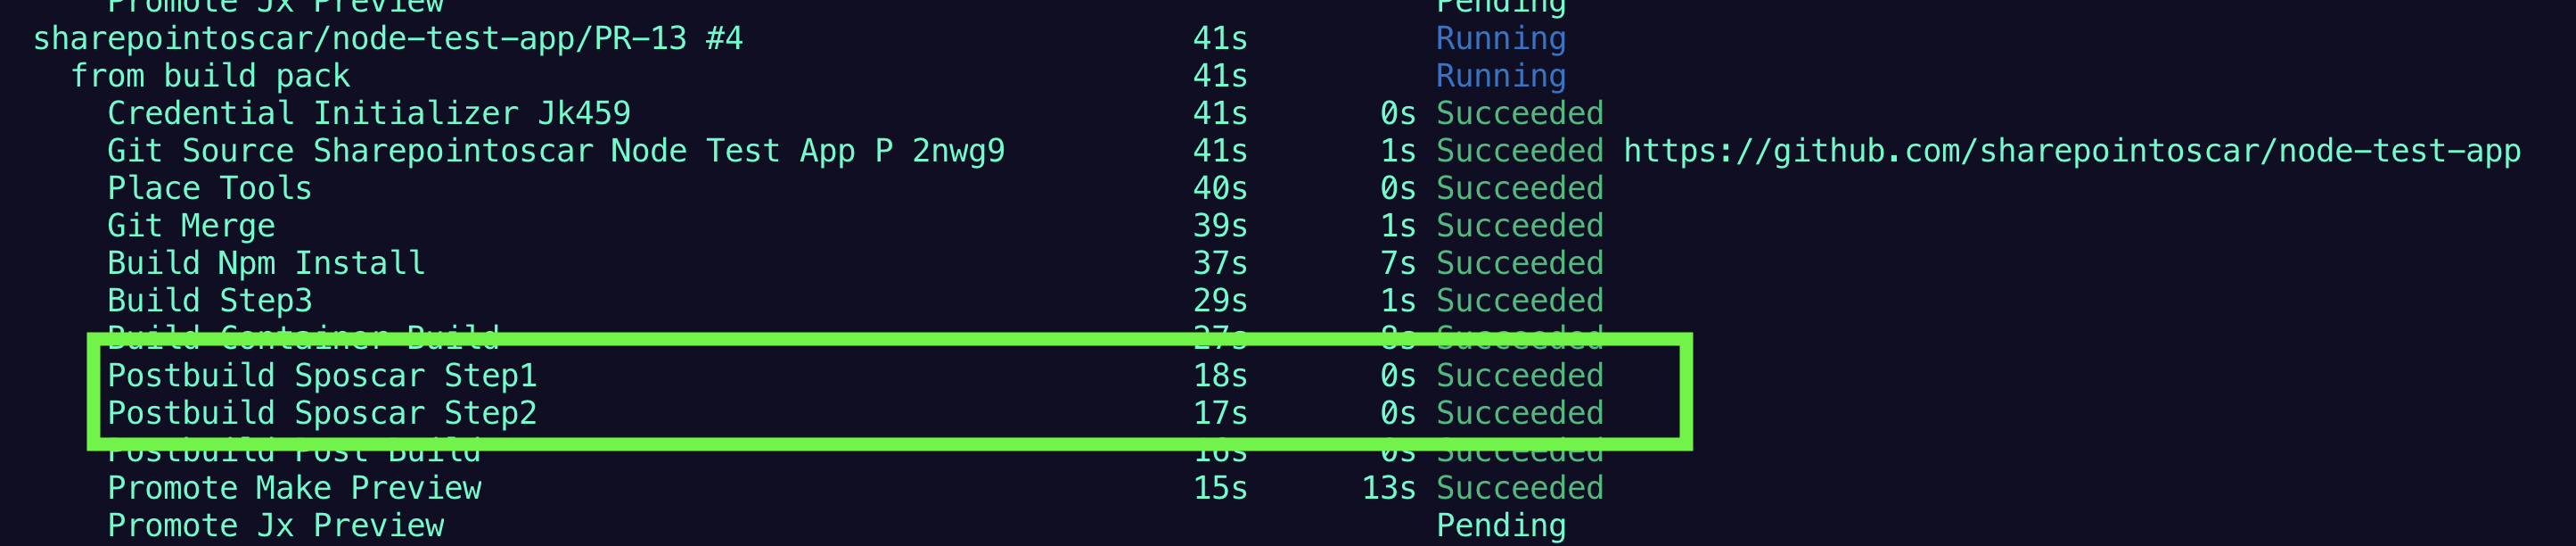 Promote Jx Preview Pending
sharepointoscar/node-test-app/PR-13 #4 41s Running
from build pack 41s Running
Credential Initializer Jk459 41s 0s Succeeded
Git Source Sharepointoscar Node Test App P 2nwg9 41s 1s Succeeded https://github.com/sharepointoscar/node-test-app
Place Tools 40s 0s Succeeded
Git Merge 39s 1s Succeeded
Build Npm Install 37s 7s Succeeded
Build Step3 29s 1s Succeeded
Build Container Build 27s 8s Succeeded
Postbuild Sposcar Step1 18s 0s Succeeded
Postbuild Sposcar Step2 17s 0s Succeeded
Postbuild Post Build 16s 0s Succeeded
Promote Make Preview 15s 13s Succeeded
Promote Jx Preview Pending